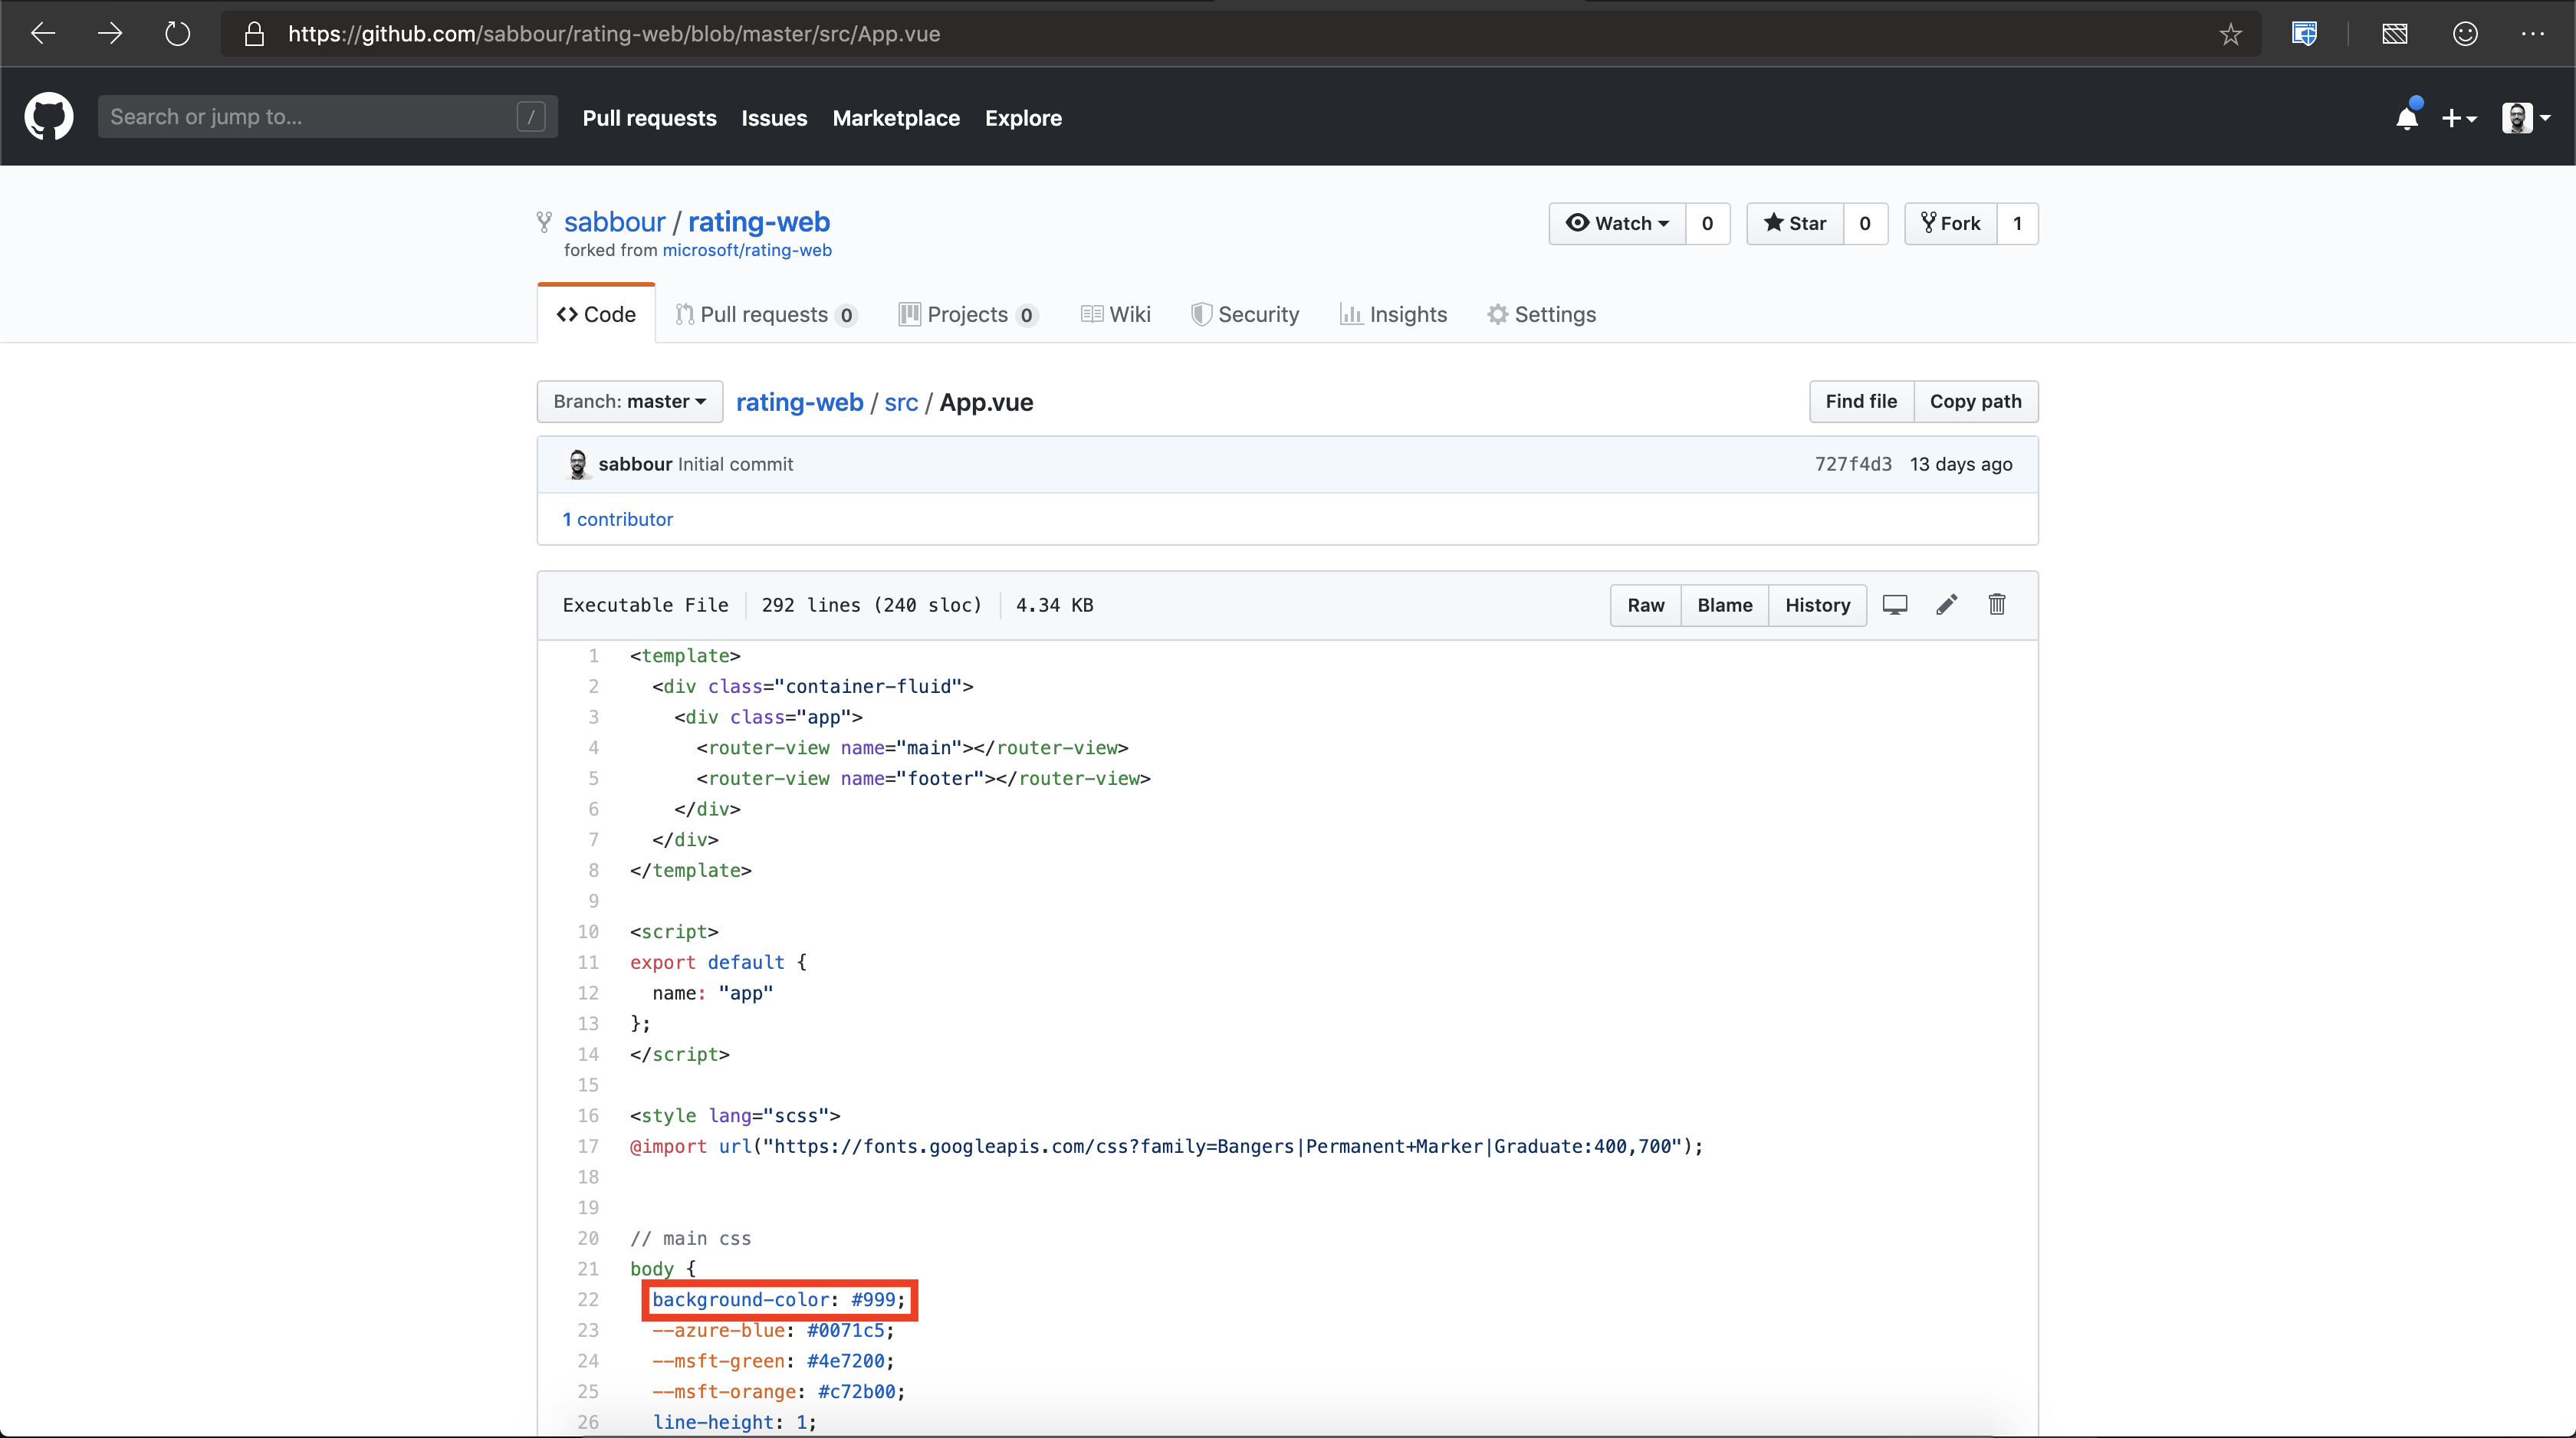 https://github.com/sabbour/rating-web/blob/master/src/App.vue
Search or jump to... /
Pull requests Issues Marketplace Explore
sabbour / rating-web
forked from microsoft/rating-web
Watch 0 Star 0 Fork 1
Code Pull requests 0 Projects 0 Wiki Security Insights Settings
Branch: master rating-web / src / App.vue Find file Copy path
sabbour Initial commit 727f4d3 13 days ago
1 contributor
Executable File 292 lines (240 sloc) 4.34 KB Raw Blame History
1 <template>
2   <div class="container-fluid">
3     <div class="app">
4       <router-view name="main"></router-view>
5       <router-view name="footer"></router-view>
6     </div>
7   </div>
8 </template>
9
10 <script>
11 export default {
12   name: "app"
13 };
14 </script>
15
16 <style lang="scss">
17 @import url("https://fonts.googleapis.com/css?family=Bangers|Permanent+Marker|Graduate:400,700");
18
19
20 // main css
21 body {
22   background-color: #999;
23   --azure-blue: #0071c5;
24   --msft-green: #4e7200;
25   --msft-orange: #c72b00;
26   line-height: 1;